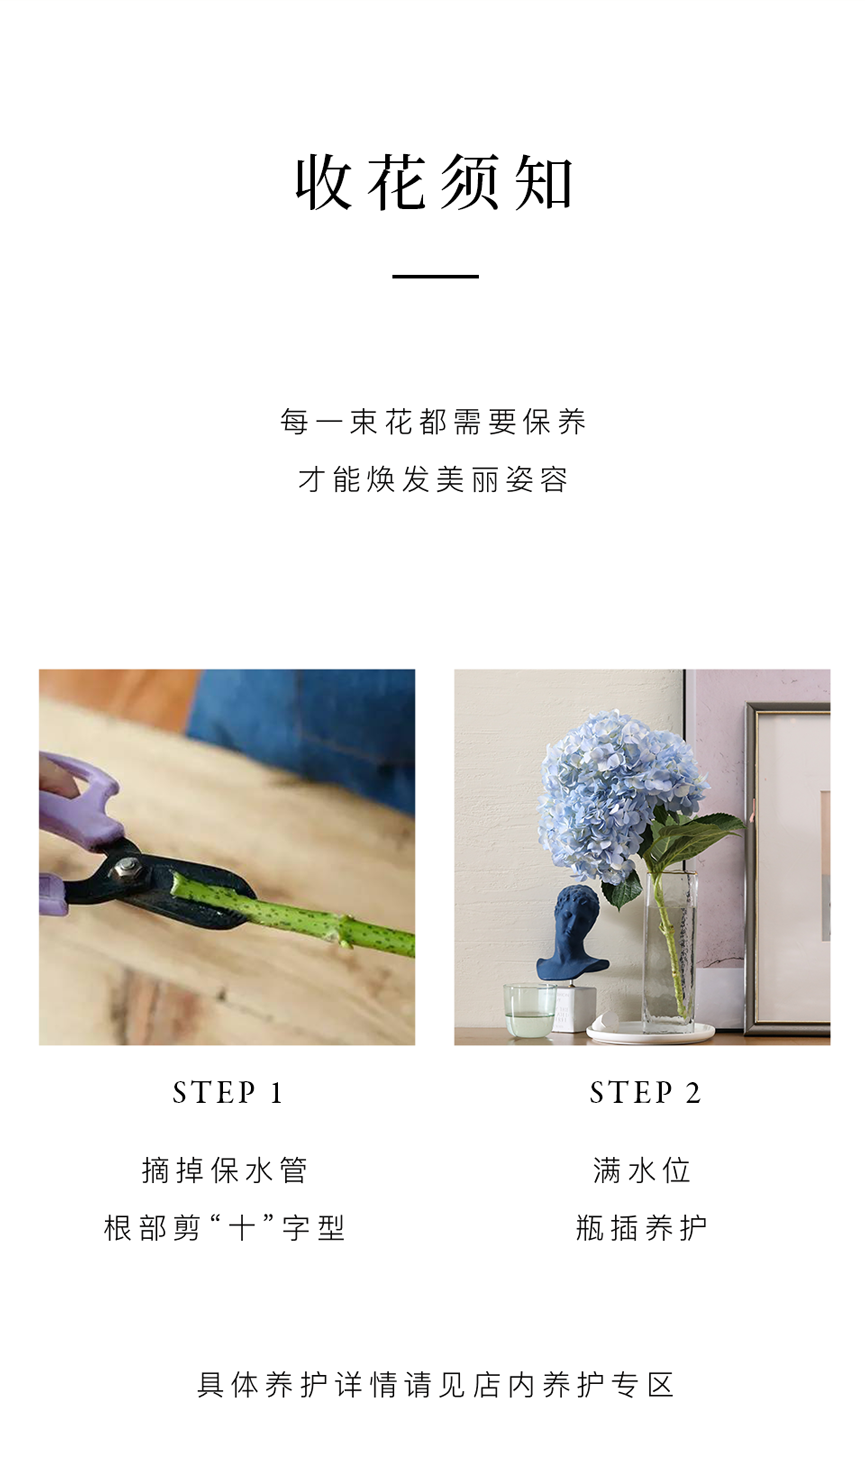 收花须知
每一束花都需要保养
才能焕发美丽姿容
STEP 1
摘掉保水管
根部剪“十”字型
STEP 2
满水位
瓶插养护
具体养护详情请见店内养护专区